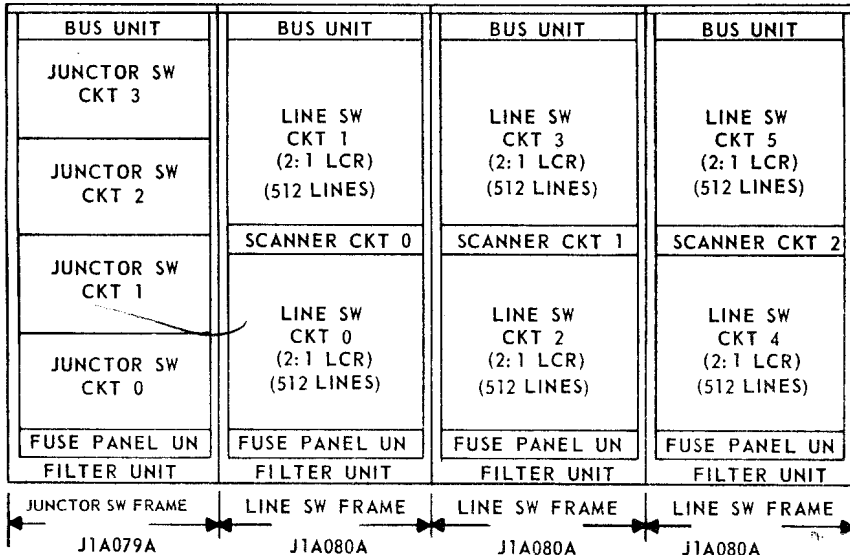 BUS UNIT
JUNCTOR SW
CKT 3
JUNCTOR SW
CKT 2
JUNCTOR SW
CKT 1
JUNCTOR SW
CKT 0
FUSE PANEL UN
FILTER UNIT
JUNCTOR SW FRAME
J1A079A
BUS UNIT
LINE SW
CKT 1
(2:1 LCR)
(512 LINES)
SCANNER CKT 0
LINE SW
CKT 0
(2:1 LCR)
(512 LINES)
FUSE PANEL UN
FILTER UNIT
LINE SW FRAME
J1A080A
BUS UNIT
LINE SW
CKT 3
(2:1 LCR)
(512 LINES)
SCANNER CKT 1
LINE SW
CKT 2
(2:1 LCR)
(512 LINES)
FUSE PANEL UN
FILTER UNIT
LINE SW FRAME
J1A080A
BUS UNIT
LINE SW
CKT 5
(2:1 LCR)
(512 LINES)
SCANNER CKT 2
LINE SW
CKT 4
(2:1 LCR)
(512 LINES)
FUSE PANEL UN
FILTER UNIT
LINE SW FRAME
J1A080A